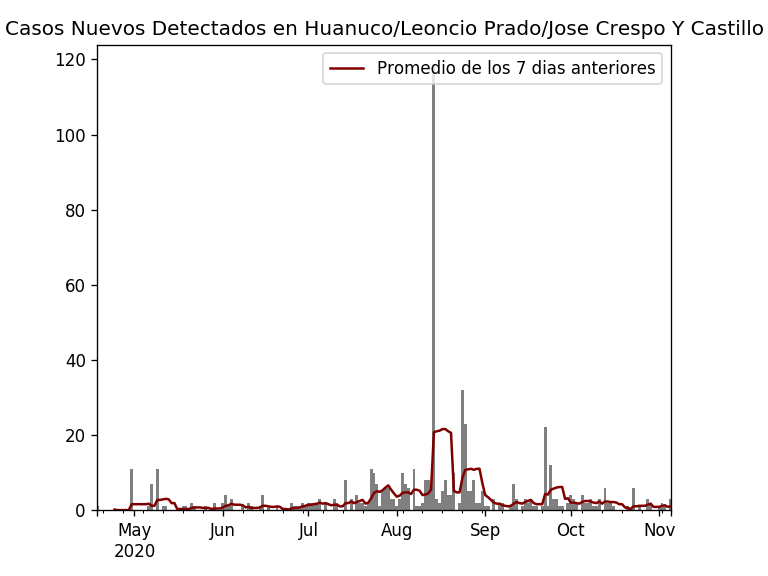 Casos Nuevos Detectados en Huanuco/Leoncio Prado/Jose Crespo Y Castillo
Promedio de los 7 dias anteriores
120
100
80
60
40
20
0
May Jun Jul Aug Sep Oct Nov
2020